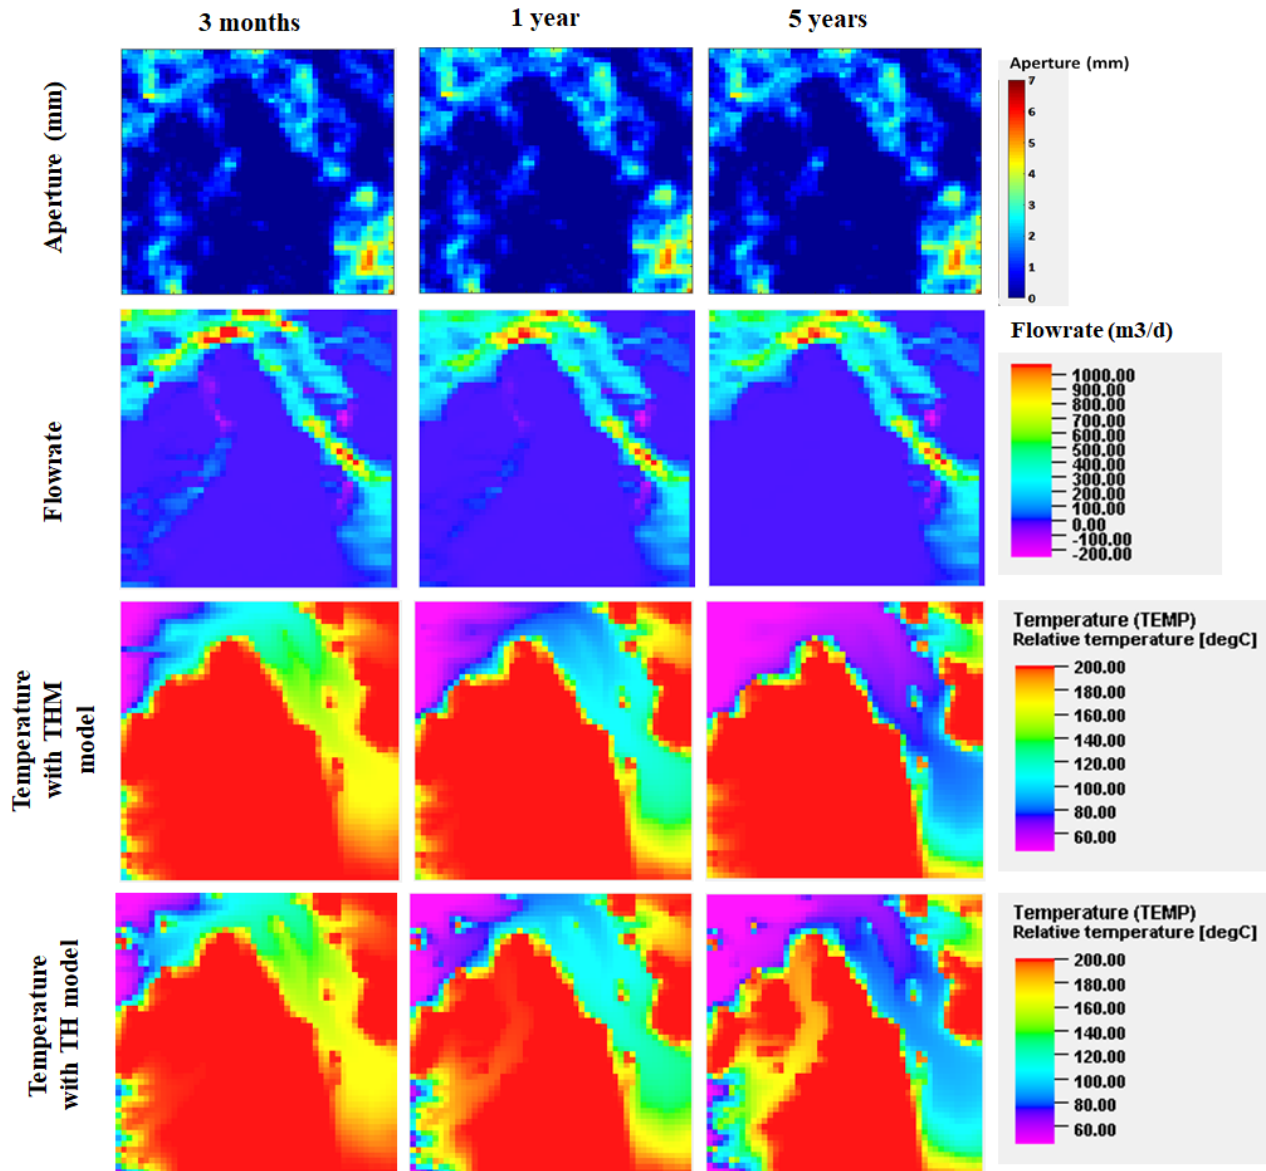 3 months
1 year
5 years
Aperture (mm)
Aperture (mm)
7
6
5
4
3
2
1
0
Flowrate
Flowrate (m3/d)
1000.00
900.00
800.00
700.00
600.00
500.00
400.00
300.00
200.00
100.00
0.00
-100.00
-200.00
Temperature
with THM
model
Temperature (TEMP)
Relative temperature [degC]
200.00
180.00
160.00
140.00
120.00
100.00
80.00
60.00
Temperature
with TH model
Temperature (TEMP)
Relative temperature [degC]
200.00
180.00
160.00
140.00
120.00
100.00
80.00
60.00